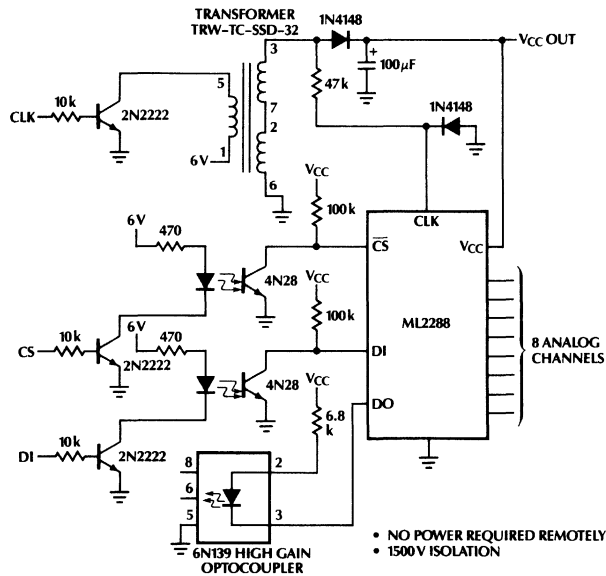 TRANSFORMER
TRW-TC-SSD-32
3
1N4148
VCC OUT
+
100µF
5
47k
1N4148
10k
7
CLK
2N2222
2
1
6V
VCC
6
100k
CLK
6V
470
CS
VCC
VCC
4N28
100k
ML2288
8 ANALOG
CHANNELS
10k
6V
470
CS
2N2222
DI
4N28
VCC
DO
10k
6.8
k
DI
2N2222
8
2
6
5
3
6N139 HIGH GAIN
OPTOCOUPLER
• NO POWER REQUIRED REMOTELY
• 1500V ISOLATION